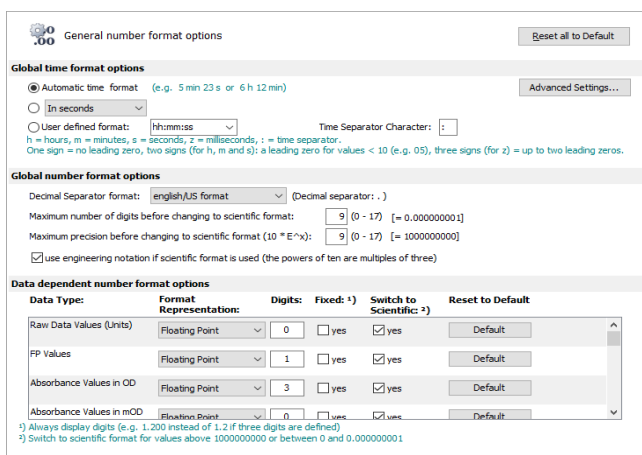 .00 General number format options Reset all to Default
Global time format options
Automatic time format (e.g. 5 min 23 s or 6 h 12 min) Advanced Settings...
In seconds
User defined format: hh:mm:ss Time Separator Character: :
h = hours, m = minutes, s = seconds, z = milliseconds, : = time separator.
One sign = no leading zero, two signs (for h, m and s): a leading zero for values < 10 (e.g. 05), three signs (for z) = up to two leading zeros.
Global number format options
Decimal Separator format: english/US format (Decimal separator: . )
Maximum number of digits before changing to scientific format: 9 (0 - 17) [= 0.000000001]
Maximum precision before changing to scientific format (10 * E^x): 9 (0 - 17) [= 1000000000]
use engineering notation if scientific format is used (the powers of ten are multiples of three)
Data dependent number format options
Data Type: Format Representation: Digits: Fixed: ¹) Switch to Scientific: ²) Reset to Default
Raw Data Values (Units) Floating Point 0 yes yes Default
FP Values Floating Point 1 yes yes Default
Absorbance Values in OD Floating Point 3 yes yes Default
Absorbance Values in mOD Floating Point 0 yes yes Default
¹) Always display digits (e.g. 1.200 instead of 1.2 if three digits are defined)
²) Switch to scientific format for values above 1000000000 or between 0 and 0.000000001